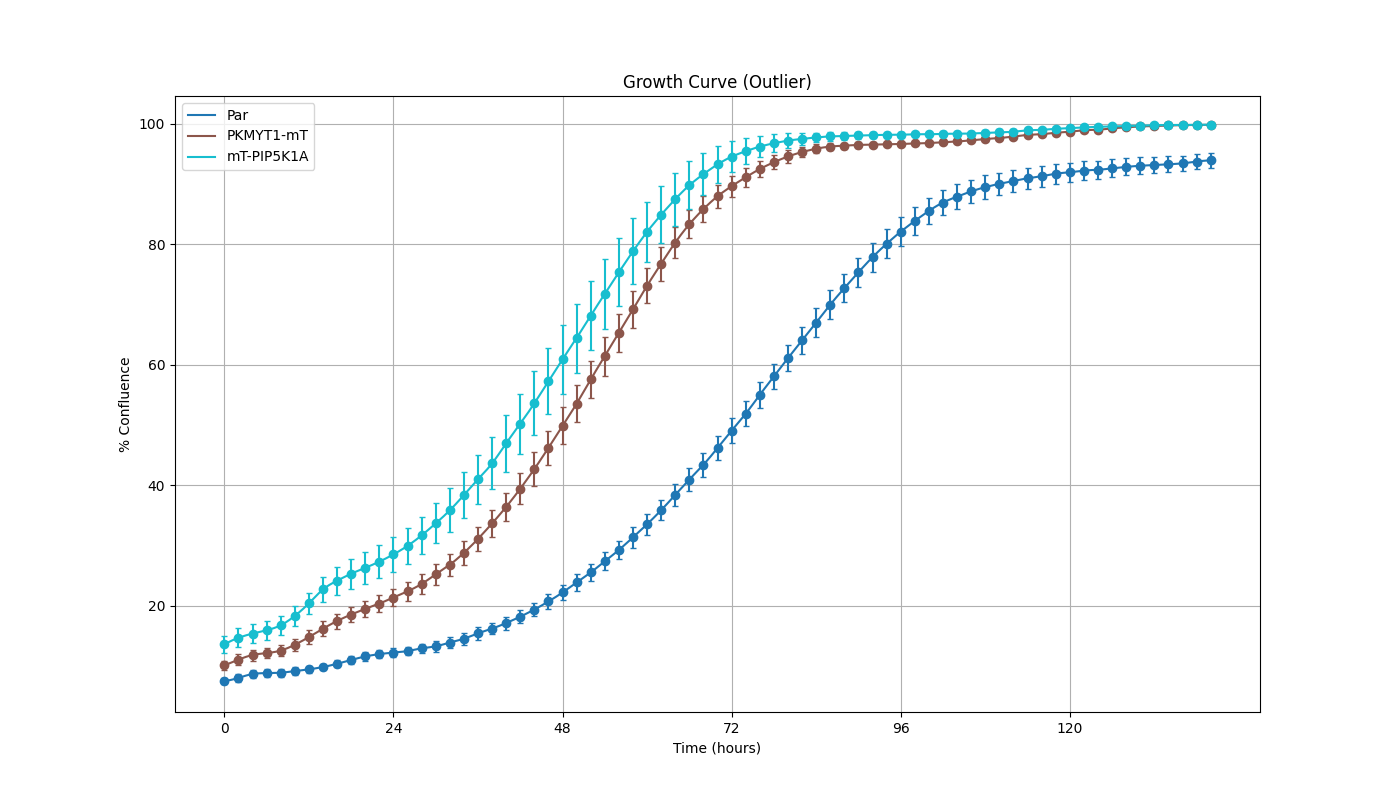 Growth Curve (Outlier)
Par
PKMYT1-mT
mT-PIP5K1A
% Confluence
100
80
60
40
20
0 24 48 72 96 120
Time (hours)